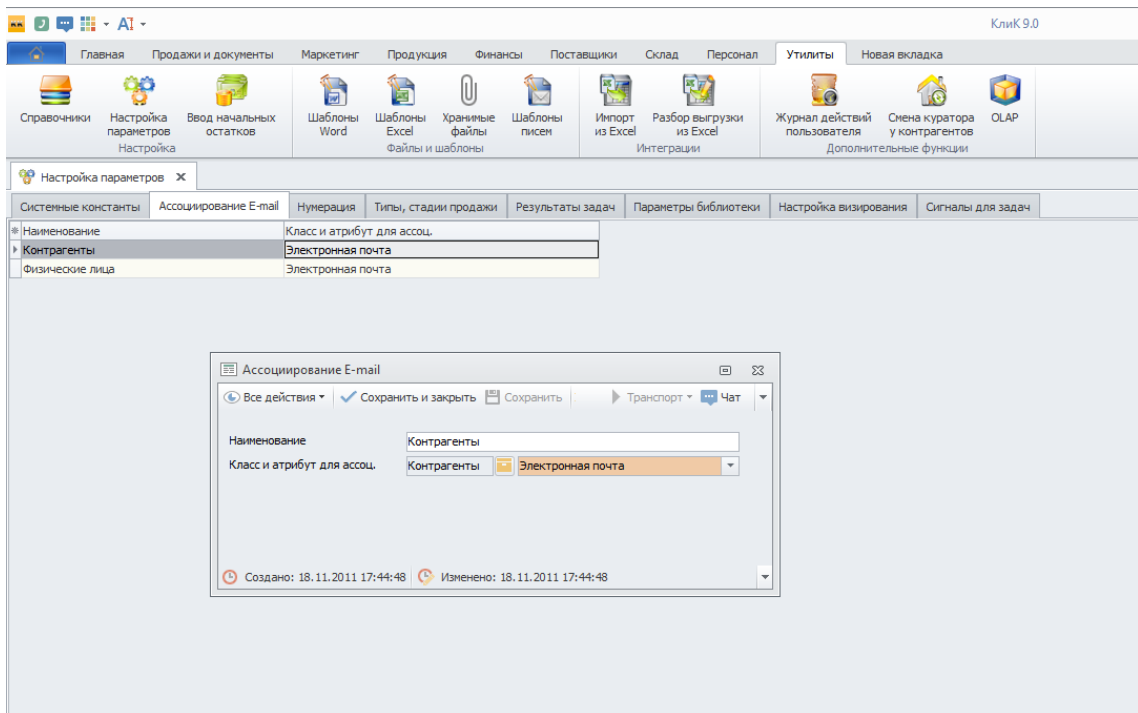 КлиК 9.0
Главная Продажи и документы Маркетинг Продукция Финансы Поставщики Склад Персонал Утилиты Новая вкладка
Справочники Настройка параметров Ввод начальных остатков Шаблоны Word Шаблоны Excel Хранимые файлы Шаблоны писем Импорт из Excel Разбор выгрузки из Excel Журнал действий пользователя Смена куратора у контрагентов OLAP
Настройка Файлы и шаблоны Интеграции Дополнительные функции
Настройка параметров
Системные константы Ассоциирование E-mail Нумерация Типы, стадии продажи Результаты задач Параметры библиотеки Настройка визирования Сигналы для задач
Наименование Класс и атрибут для ассоц.
Контрагенты Электронная почта
Физические лица Электронная почта
Ассоциирование E-mail
Все действия Сохранить и закрыть Сохранить Транспорт Чат
Наименование Контрагенты
Класс и атрибут для ассоц. Контрагенты Электронная почта
Создано: 18.11.2011 17:44:48 Изменено: 18.11.2011 17:44:48